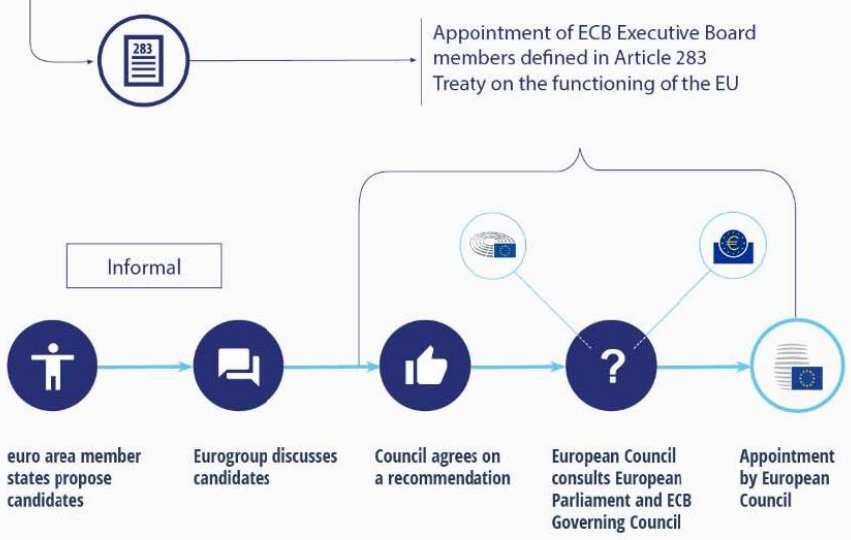 283
Appointment of ECB Executive Board
members defined in Article 283
Treaty on the functioning of the EU
Informal
€
?
euro area member
states propose
candidates
Eurogroup discusses
candidates
Council agrees on
a recommendation
European Council
consults European
Parliament and ECB
Governing Council
Appointment
by European
Council